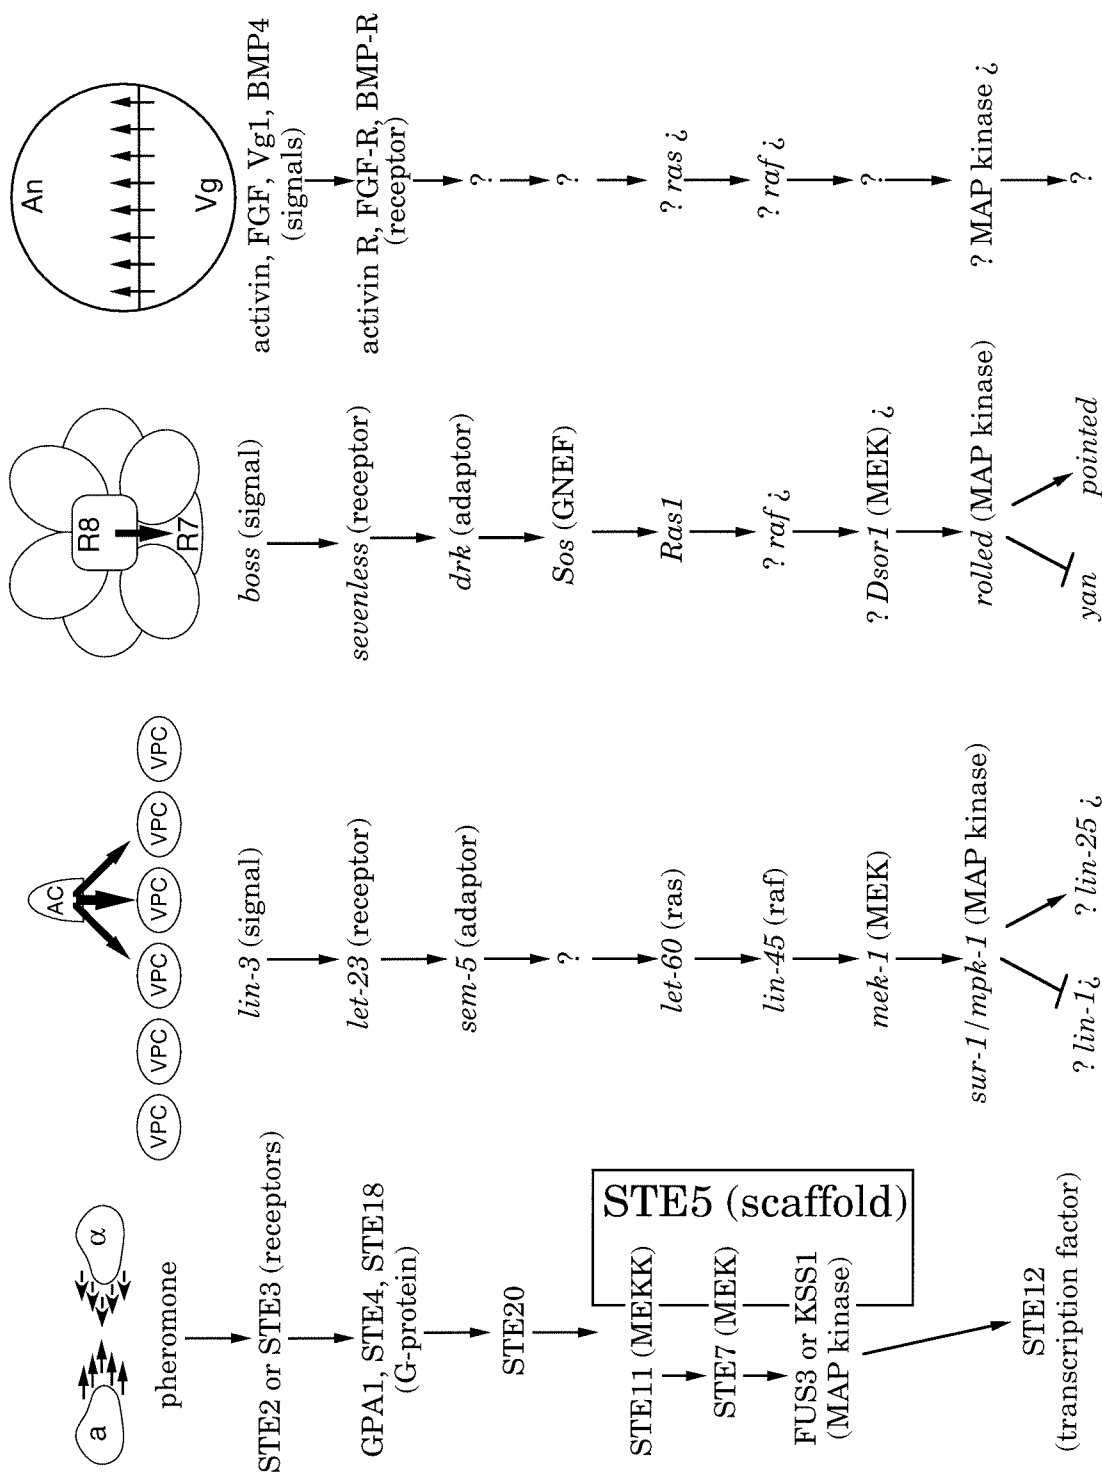 a
α
pheromone
STE2 or STE3 (receptors)
GPA1, STE4, STE18
(G-protein)
STE20
STE5 (scaffold)
STE11 (MEKK)
STE7 (MEK)
FUS3 or KSS1
(MAP kinase)
STE12
(transcription factor)
AC
VPC VPC VPC VPC VPC VPC
lin-3 (signal)
let-23 (receptor)
sem-5 (adaptor)
?
let-60 (ras)
lin-45 (raf)
mek-1 (MEK)
sur-1/mpk-1 (MAP kinase)
? lin-1¿
? lin-25 ¿
R8
R7
boss (signal)
sevenless (receptor)
drk (adaptor)
Sos (GNEF)
Ras1
? raf ¿
? Dsor1 (MEK) ¿
rolled (MAP kinase)
yan
pointed
An
Vg
activin, FGF, Vg1, BMP4
(signals)
activin R, FGF-R, BMP-R
(receptor)
?
?
? ras ¿
? raf ¿
?
? MAP kinase ¿
?